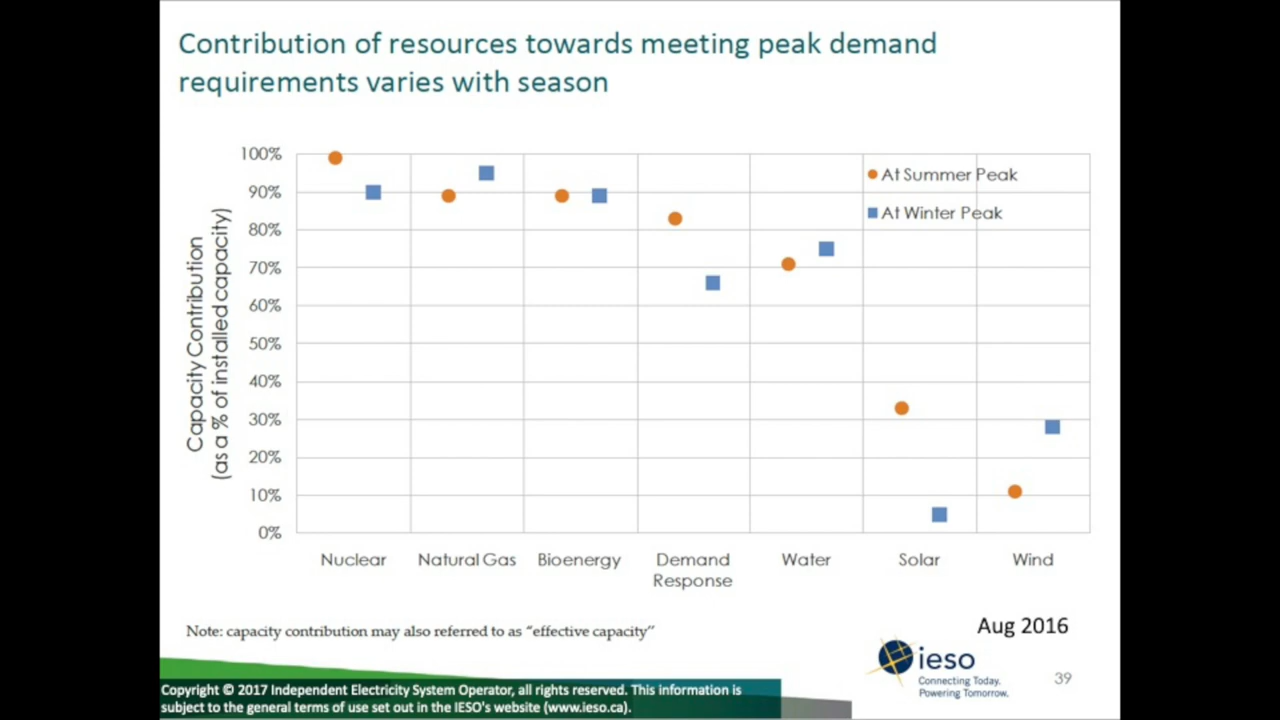 Contribution of resources towards meeting peak demand
requirements varies with season
Capacity Contribution
(as a % of installed capacity)
100%
90%
80%
70%
60%
50%
40%
30%
20%
10%
0%
At Summer Peak
At Winter Peak
Nuclear
Natural Gas
Bioenergy
Demand
Response
Water
Solar
Wind
Note: capacity contribution may also referred to as “effective capacity”
Aug 2016
ieso
Connecting Today.
Powering Tomorrow.
39
Copyright © 2017 Independent Electricity System Operator, all rights reserved. This information is
subject to the general terms of use set out in the IESO's website (www.ieso.ca).